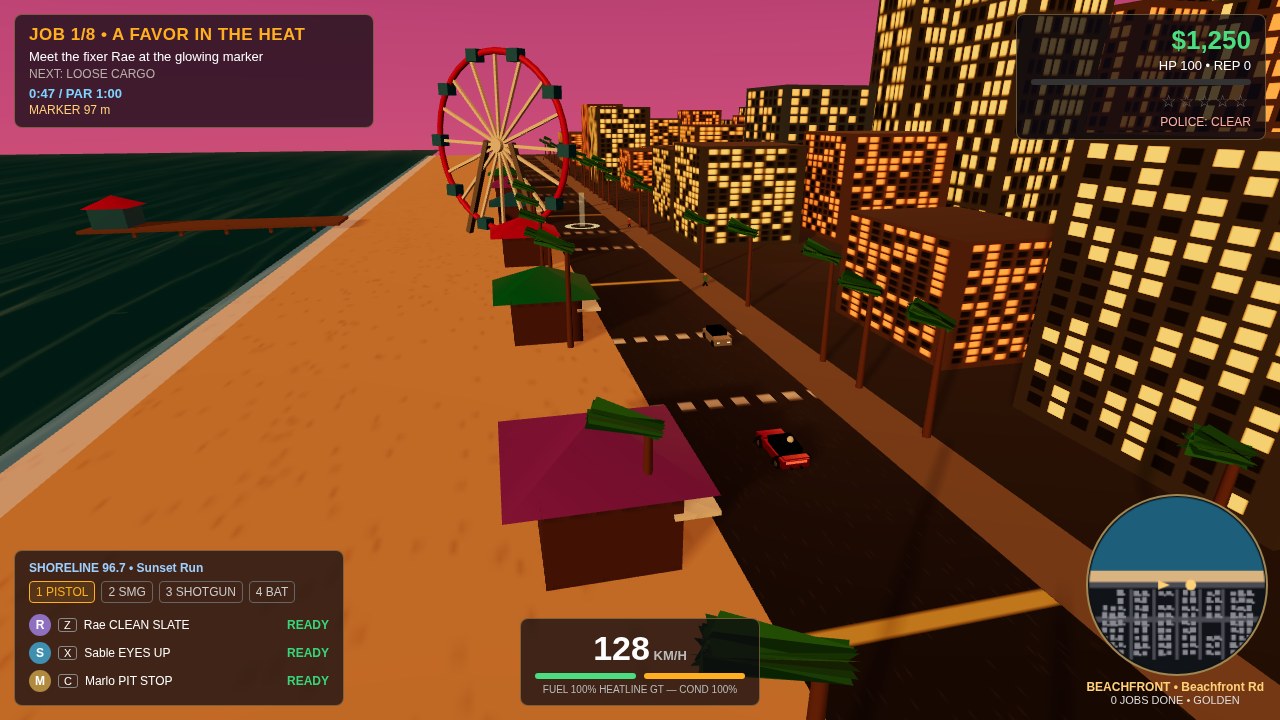 JOB 1/8 • A FAVOR IN THE HEAT
Meet the fixer Rae at the glowing marker
NEXT: LOOSE CARGO
0:47 / PAR 1:00
MARKER 97 m
$1,250
HP 100 • REP 0
☆ ☆ ☆ ☆ ☆
POLICE: CLEAR
SHORELINE 96.7 • Sunset Run
1 PISTOL 2 SMG 3 SHOTGUN 4 BAT
R Z Rae CLEAN SLATE READY
S X Sable EYES UP READY
M C Marlo PIT STOP READY
128 KM/H
FUEL 100% HEATLINE GT — COND 100%
BEACHFRONT • Beachfront Rd
0 JOBS DONE • GOLDEN